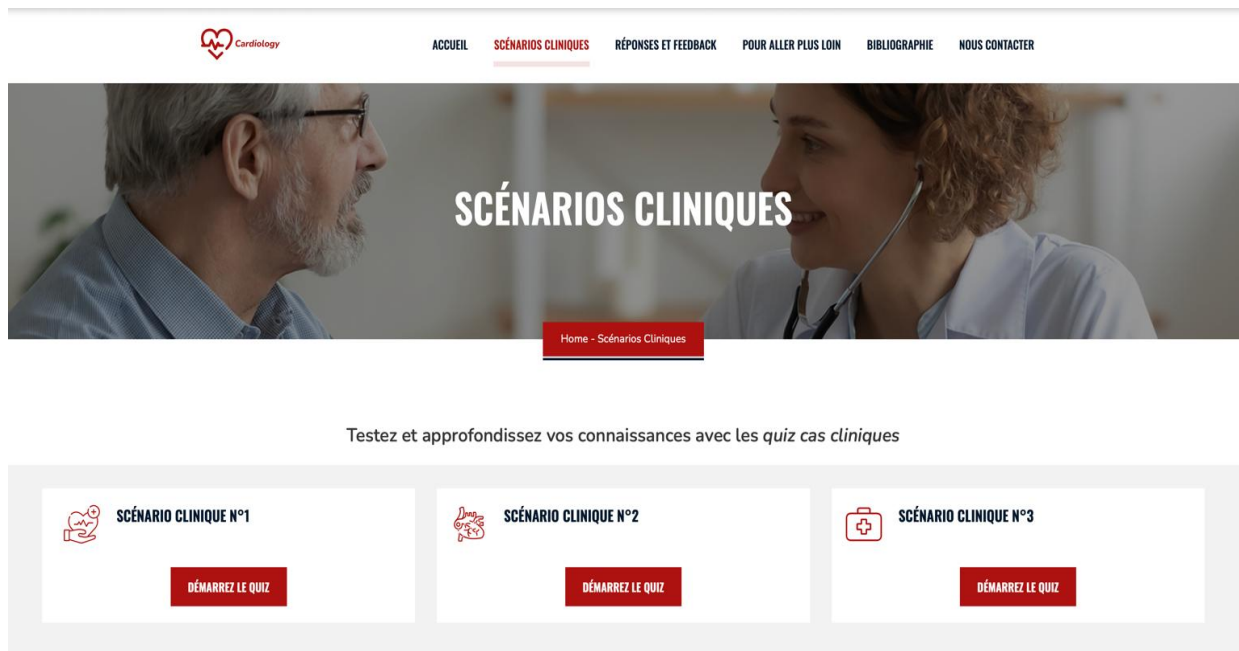 Cardiology
ACCUEIL SCÉNARIOS CLINIQUES RÉPONSES ET FEEDBACK POUR ALLER PLUS LOIN BIBLIOGRAPHIE NOUS CONTACTER
SCÉNARIOS CLINIQUES
Home - Scénarios Cliniques
Testez et approfondissez vos connaissances avec les quiz cas cliniques
SCÉNARIO CLINIQUE N°1
DÉMARREZ LE QUIZ
SCÉNARIO CLINIQUE N°2
DÉMARREZ LE QUIZ
SCÉNARIO CLINIQUE N°3
DÉMARREZ LE QUIZ